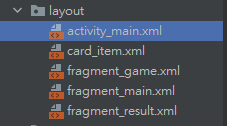 layout
activity_main.xml
card_item.xml
fragment_game.xml
fragment_main.xml
fragment_result.xml